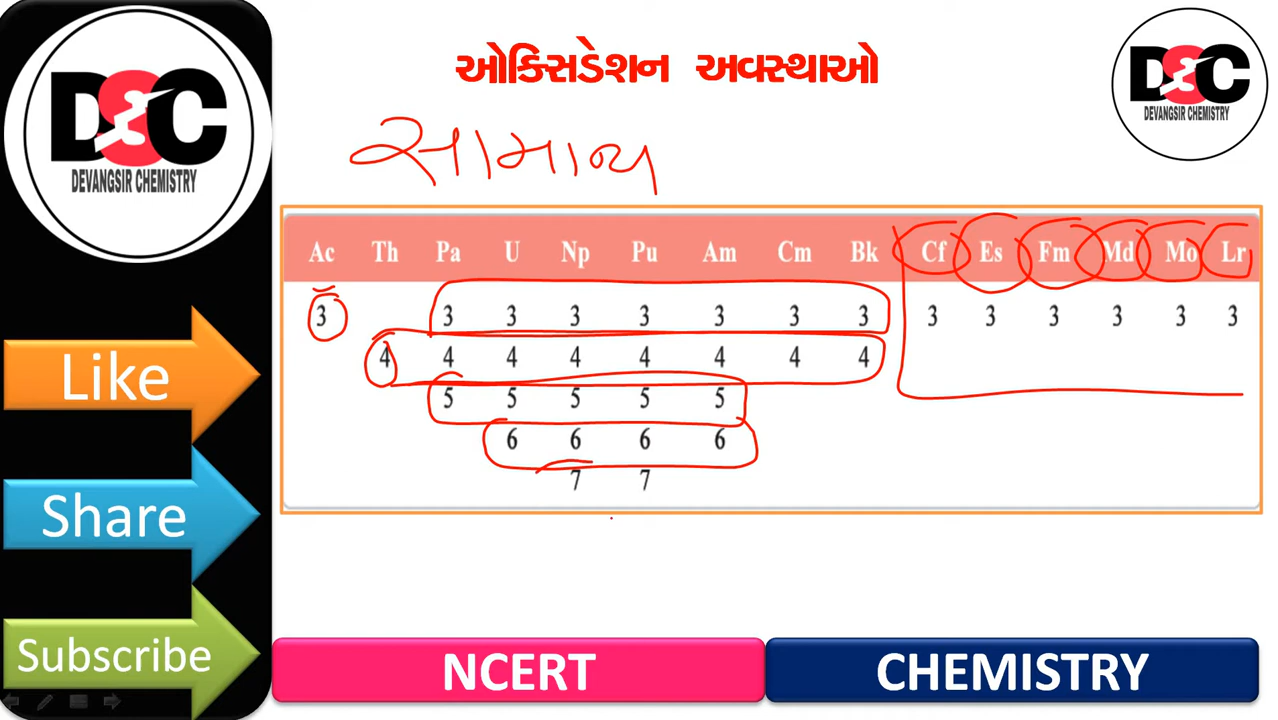 DSC
DEVANGSIR CHEMISTRY
ઓક્સિડેશન અવસ્થાઓ
DSC
DEVANGSIR CHEMISTRY
સામાન્ય
Ac Th Pa U Np Pu Am Cm Bk Cf Es Fm Md Mo Lr
3 3 3 3 3 3 3 3 3 3 3 3 3 3
4 4 4 4 4 4 4 4
5 5 5 5 5
6 6 6 6
7 7
Like
Share
Subscribe
NCERT
CHEMISTRY